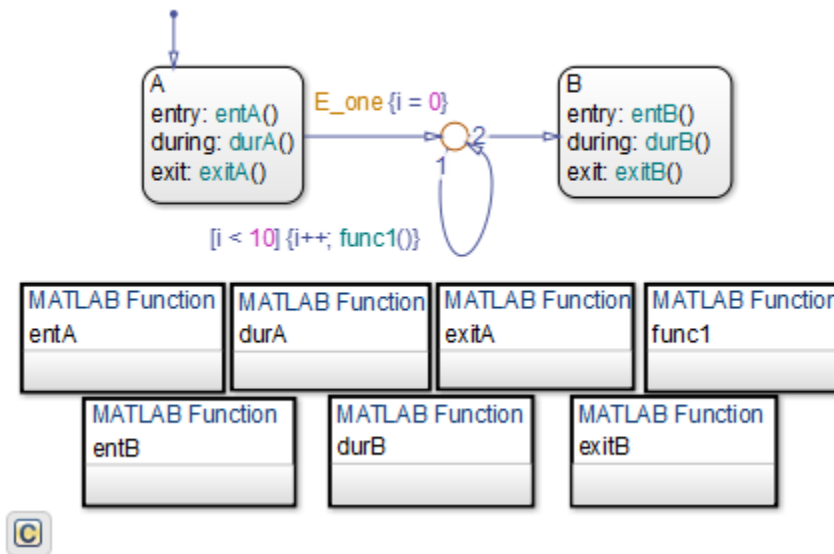 A
entry: entA()
during: durA()
exit: exitA()
E_one {i = 0}
2
1
B
entry: entB()
during: durB()
exit: exitB()
[i < 10] {i++; func1()}
MATLAB Function
entA
MATLAB Function
durA
MATLAB Function
exitA
MATLAB Function
func1
MATLAB Function
entB
MATLAB Function
durB
MATLAB Function
exitB
C